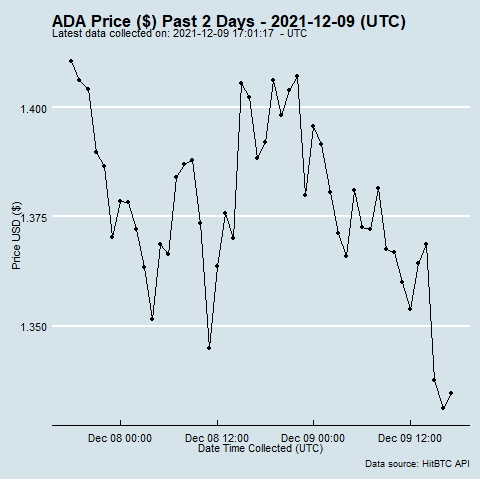 ADA Price ($) Past 2 Days - 2021-12-09 (UTC)
Latest data collected on: 2021-12-09 17:01:17 - UTC
1.400
1.375
1.350
Price USD ($)
Dec 08 00:00 Dec 08 12:00 Dec 09 00:00 Dec 09 12:00
Date Time Collected (UTC)
Data source: HitBTC API